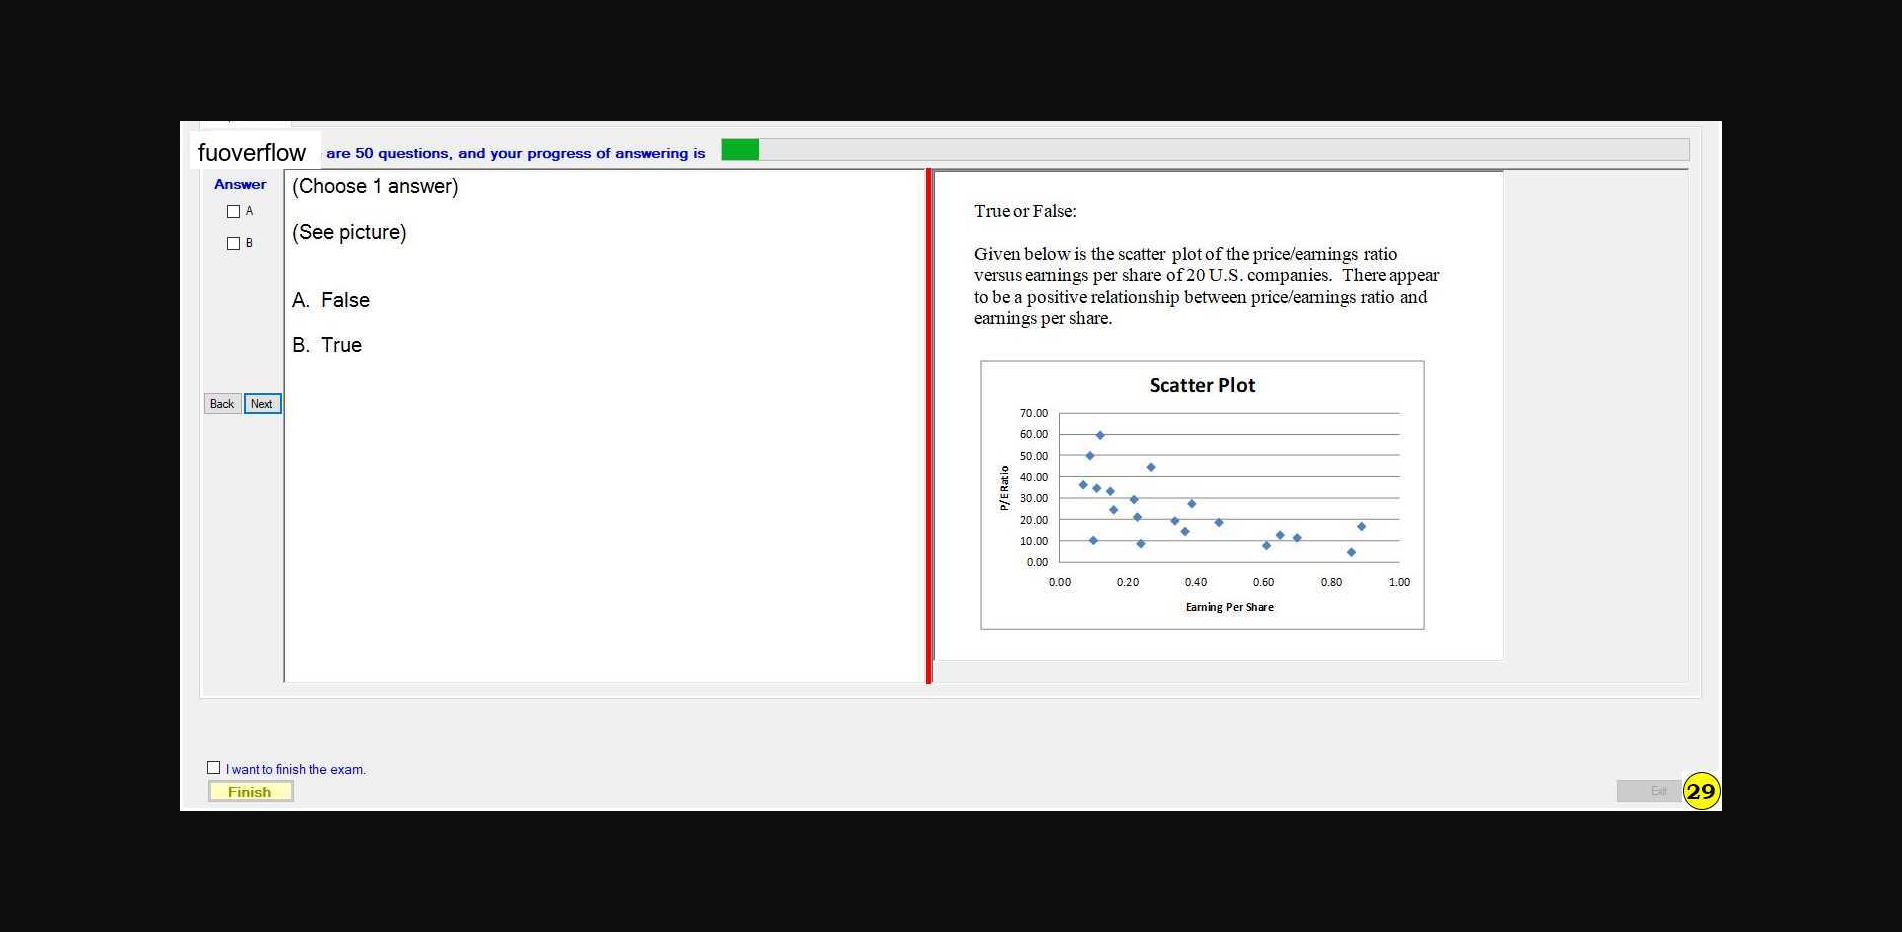 fuoverflow are 50 questions, and your progress of answering is
Answer
A
B
Back Next
(Choose 1 answer)
(See picture)
A. False
B. True
True or False:
Given below is the scatter plot of the price/earnings ratio
versus earnings per share of 20 U.S. companies. There appear
to be a positive relationship between price/earnings ratio and
earnings per share.
Scatter Plot
70.00
60.00
50.00
40.00
30.00
20.00
10.00
0.00
P/E Ratio
0.00 0.20 0.40 0.60 0.80 1.00
Earning Per Share
I want to finish the exam.
Finish
Exit
29